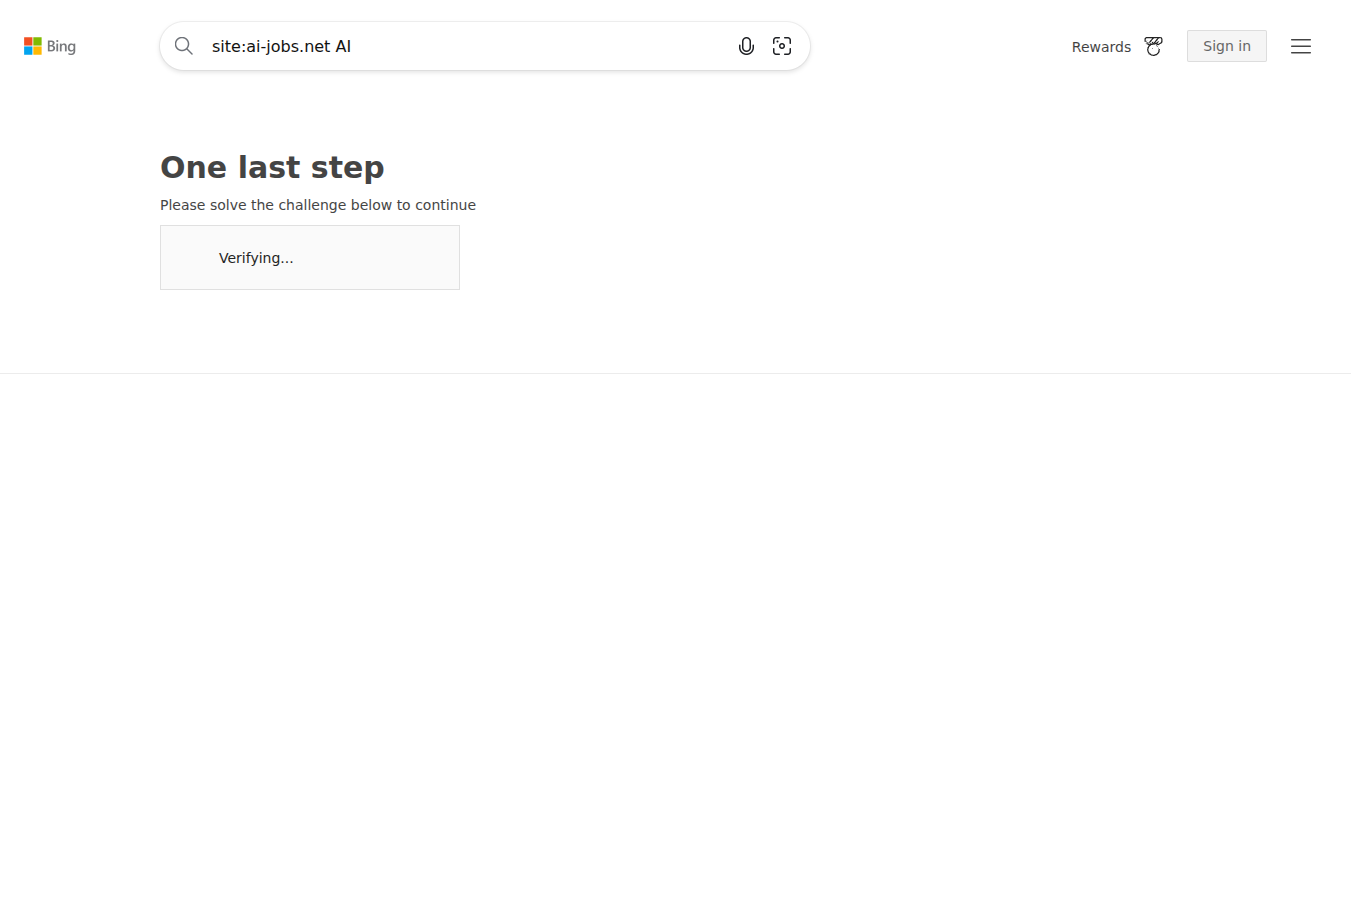 Bing
site:ai-jobs.net AI
Rewards
Sign in
One last step
Please solve the challenge below to continue
Verifying...